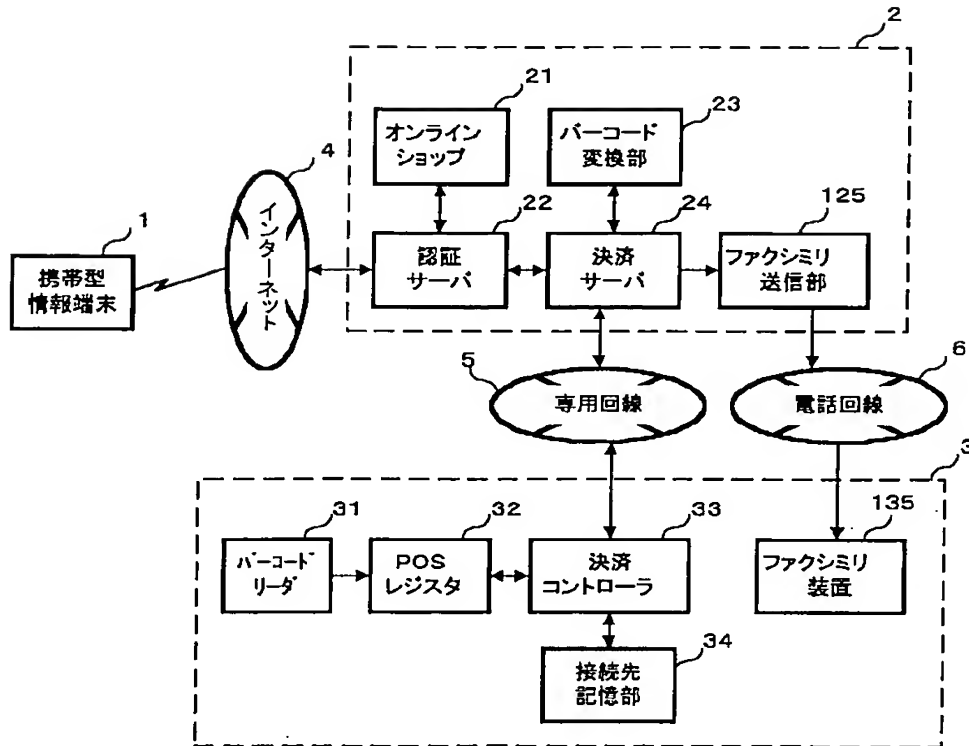 2
21
23
オンライン
ショップ
バーコード
変換部
4
インターネット
22
24
125
1
携帯型
情報端末
認証
サーバ
決済
サーバ
ファクシミリ
送信部
5
専用回線
6
電話回線
3
31
32
33
135
バーコード
リーダ
POS
レジスタ
決済
コントローラ
ファクシミリ
装置
34
接続先
記憶部